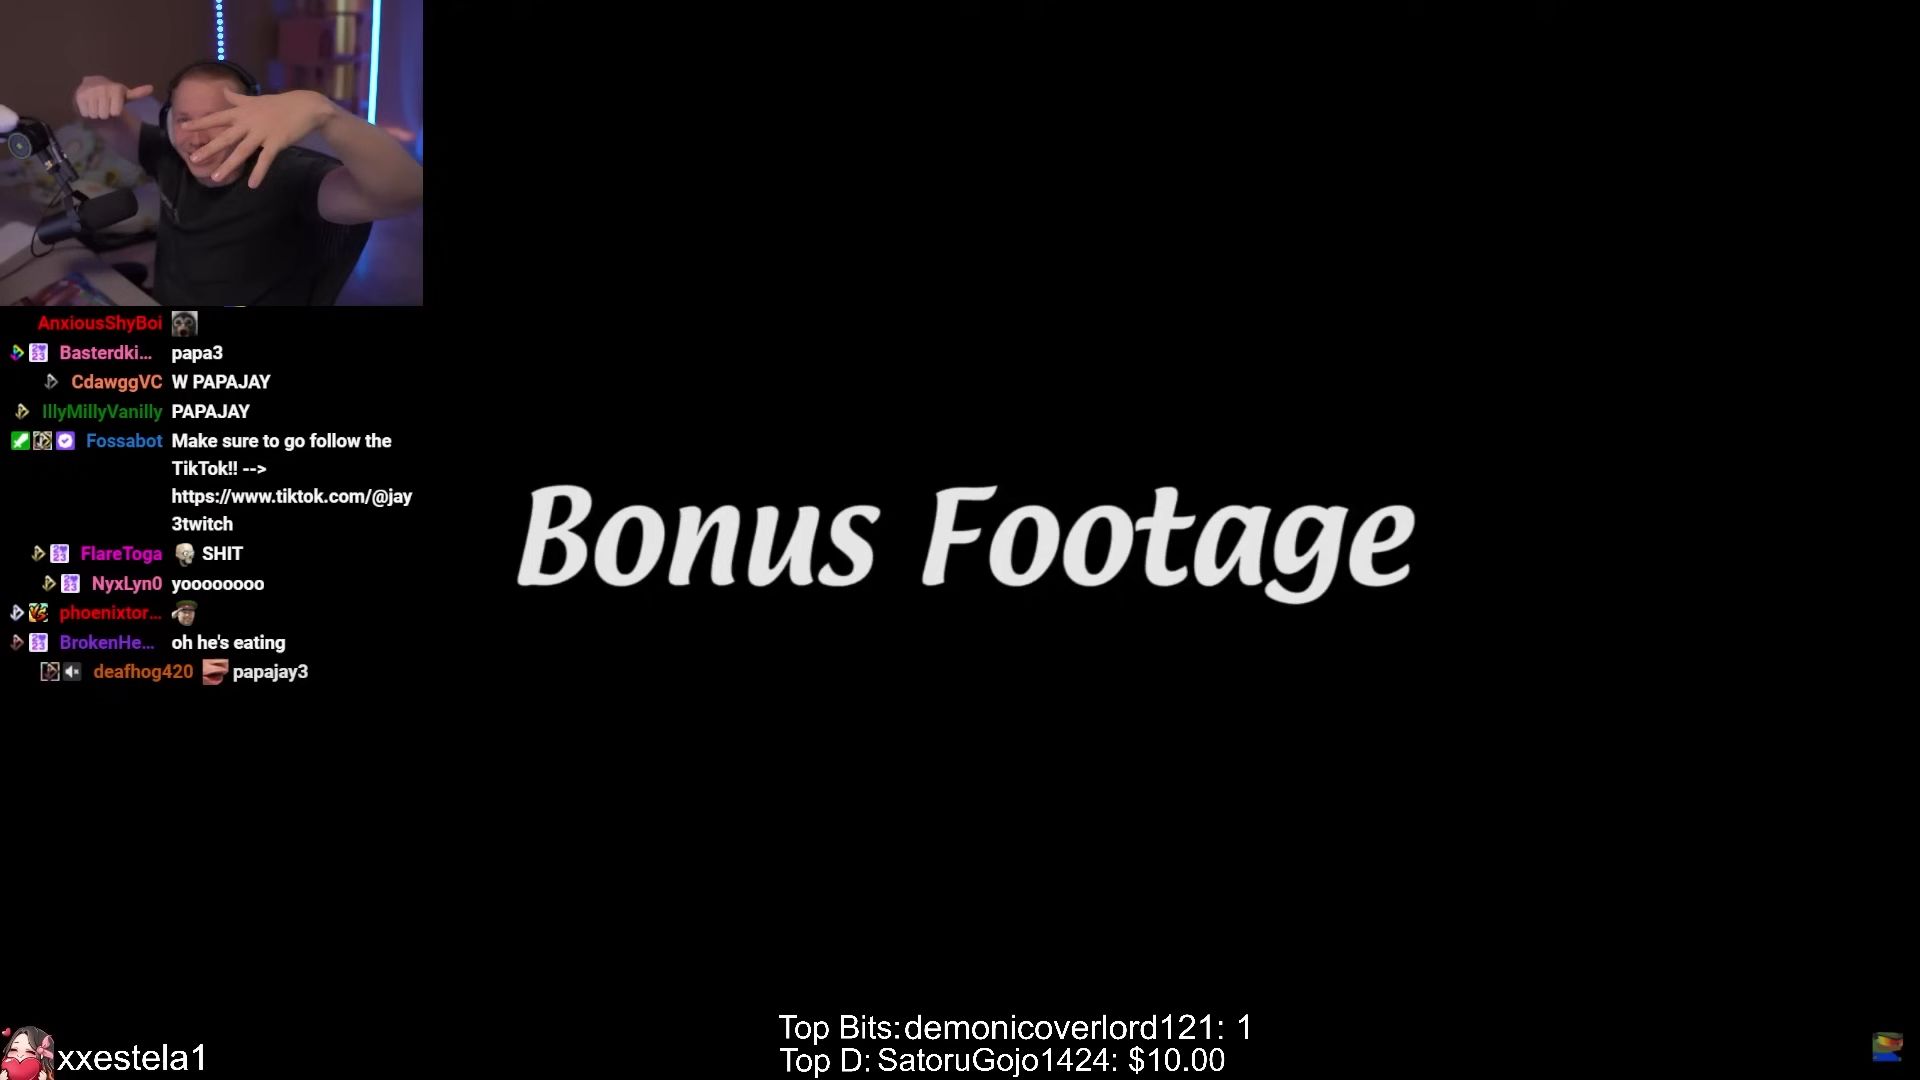 AnxiousShyBoi
Basterdki... papa3
CdawggVC W PAPAJAY
IllyMillyVanilly PAPAJAY
Fossabot Make sure to go follow the
TikTok!! -->
https://www.tiktok.com/@jay
3twitch
FlareToga SHIT
NyxLyn0 yoooooooo
phoenixtor...
BrokenHe... oh he's eating
deafhog420 papajay3
Bonus Footage
Top Bits: demonicoverlord121: 1
Top D: SatoruGojo1424: $10.00
xxestela1